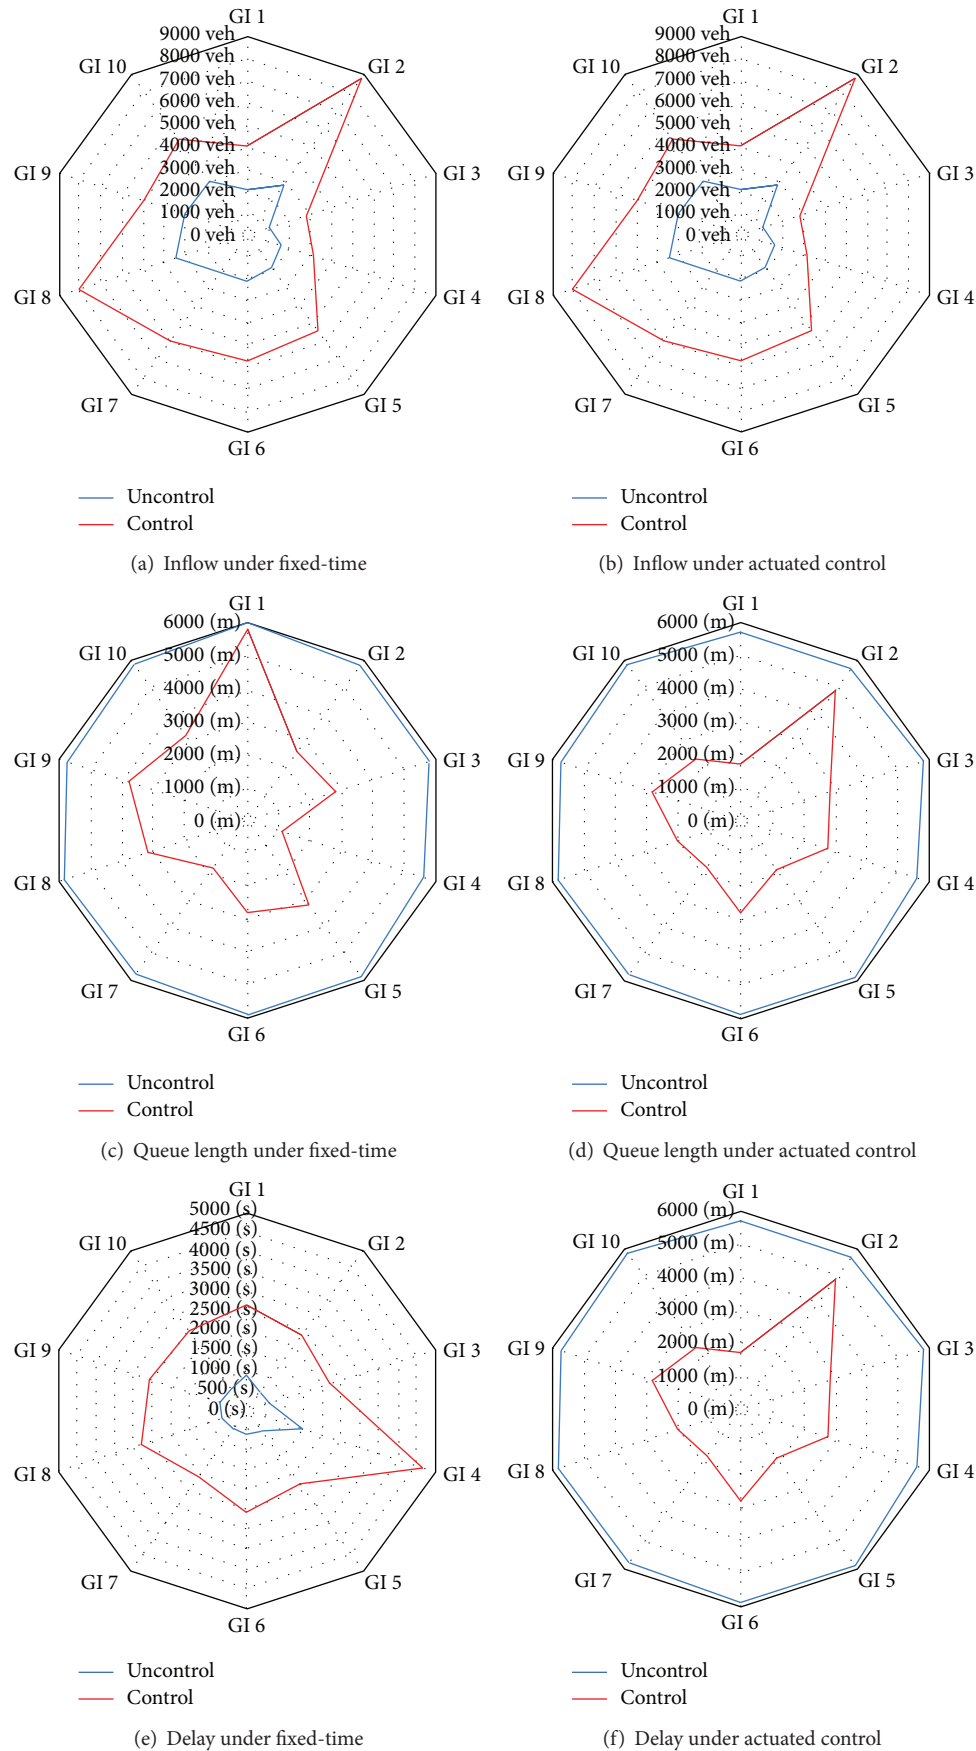 GI 1
9000 veh
8000 veh
7000 veh
6000 veh
5000 veh
4000 veh
3000 veh
2000 veh
1000 veh
0 veh
GI 2
GI 3
GI 4
GI 5
GI 6
GI 7
GI 8
GI 9
GI 10
Uncontrol
Control
(a) Inflow under fixed-time
GI 1
9000 veh
8000 veh
7000 veh
6000 veh
5000 veh
4000 veh
3000 veh
2000 veh
1000 veh
0 veh
GI 2
GI 3
GI 4
GI 5
GI 6
GI 7
GI 8
GI 9
GI 10
Uncontrol
Control
(b) Inflow under actuated control
GI 1
6000 (m)
5000 (m)
4000 (m)
3000 (m)
2000 (m)
1000 (m)
0 (m)
GI 2
GI 3
GI 4
GI 5
GI 6
GI 7
GI 8
GI 9
GI 10
Uncontrol
Control
(c) Queue length under fixed-time
GI 1
6000 (m)
5000 (m)
4000 (m)
3000 (m)
2000 (m)
1000 (m)
0 (m)
GI 2
GI 3
GI 4
GI 5
GI 6
GI 7
GI 8
GI 9
GI 10
Uncontrol
Control
(d) Queue length under actuated control
GI 1
5000 (s)
4500 (s)
4000 (s)
3500 (s)
3000 (s)
2500 (s)
2000 (s)
1500 (s)
1000 (s)
500 (s)
0 (s)
GI 2
GI 3
GI 4
GI 5
GI 6
GI 7
GI 8
GI 9
GI 10
Uncontrol
Control
(e) Delay under fixed-time
GI 1
6000 (m)
5000 (m)
4000 (m)
3000 (m)
2000 (m)
1000 (m)
0 (m)
GI 2
GI 3
GI 4
GI 5
GI 6
GI 7
GI 8
GI 9
GI 10
Uncontrol
Control
(f) Delay under actuated control